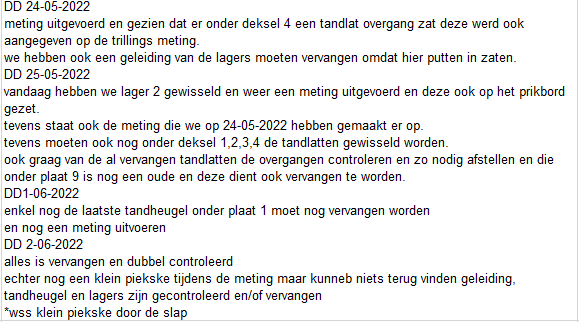 DD 24-05-2022
meting uitgevoerd en gezien dat er onder deksel 4 een tandlat overgang zat deze werd ook
aangegeven op de trillings meting.
we hebben ook een geleiding van de lagers moeten vervangen omdat hier putten in zaten.
DD 25-05-2022
vandaag hebben we lager 2 gewisseld en weer een meting uitgevoerd en deze ook op het prikbord
gezet.
tevens staat ook de meting die we op 24-05-2022 hebben gemaakt er op.
tevens moeten ook nog onder deksel 1,2,3,4 de tandlatten gewisseld worden.
ook graag van de al vervangen tandlatten de overgangen controleren en zo nodig afstellen en die
onder plaat 9 is nog een oude en deze dient ook vervangen te worden.
DD1-06-2022
enkel nog de laatste tandheugel onder plaat 1 moet nog vervangen worden
en nog een meting uitvoeren
DD 2-06-2022
alles is vervangen en dubbel controleerd
echter nog een klein piekske tijdens de meting maar kunneb niets terug vinden geleiding,
tandheugel en lagers zijn gecontroleerd en/of vervangen
*wss klein piekske door de slap